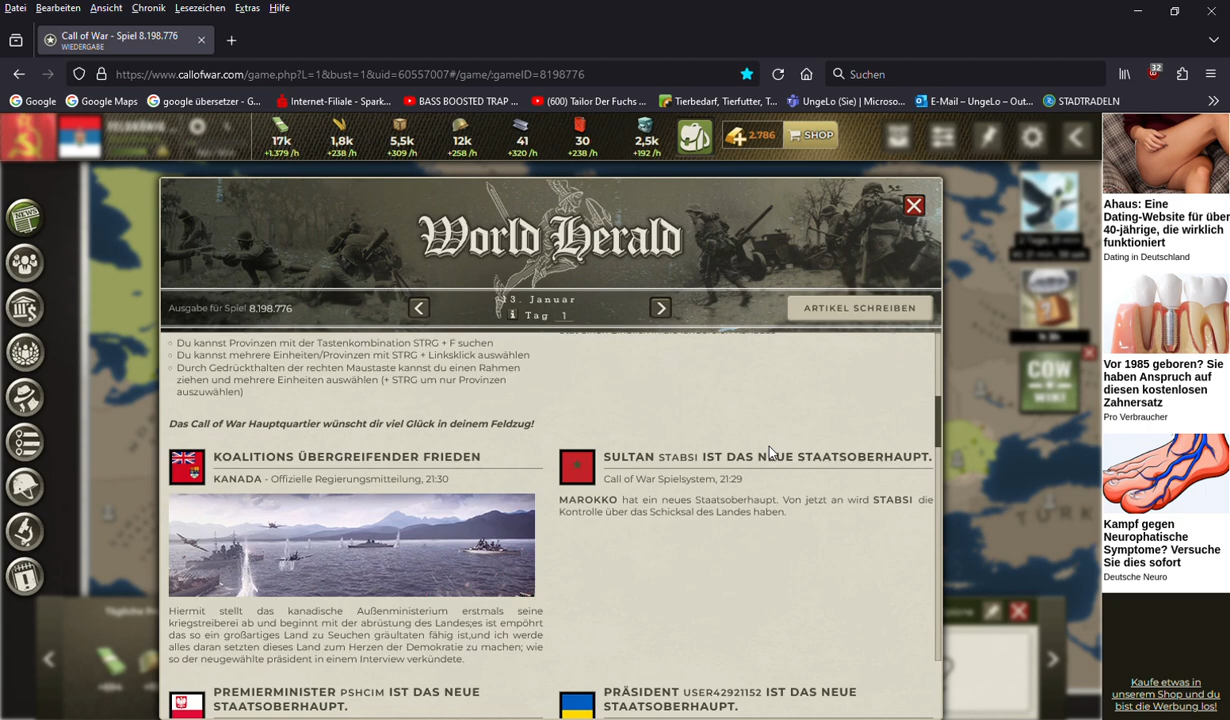 Datei Bearbeiten Ansicht Chronik Lesezeichen Extras Hilfe
Call of War - Spiel 8.198.776
WIEDERGABE
https://www.callofwar.com/game.php?L=1&bust=1&uid=60557007#/game/:gameID=8198776
Suchen
32
Google Google Maps google übersetzer - G... Internet-Filiale - Spark... BASS BOOSTED TRAP ... (600) Tailor Der Fuchs ... Tierbedarf, Tierfutter, T... UngeLo (Sie) | Microso... E-Mail – UngeLo – Out... STADTRADELN
17k 1,8k 5,5k 12k 41 30 2,5k
+1.379 /h +238 /h +309 /h +258 /h +320 /h +238 /h +192 /h
2.786 SHOP
NEWS
World Herald
Ausgabe für Spiel 8.198.776
13. Januar
Tag 1
ARTIKEL SCHREIBEN
Du kannst Provinzen mit der Tastenkombination STRG + F suchen
Du kannst mehrere Einheiten/Provinzen mit STRG + Linksklick auswählen
Durch Gedrückthalten der rechten Maustaste kannst du einen Rahmen
ziehen und mehrere Einheiten auswählen (+ STRG um nur Provinzen
auszuwählen)
Das Call of War Hauptquartier wünscht dir viel Glück in deinem Feldzug!
KOALITIONS ÜBERGREIFENDER FRIEDEN
KANADA - Offizielle Regierungsmitteilung, 21:30
Hiermit stellt das kanadische Außenministerium erstmals seine
kriegstreiberei ab und beginnt mit der abrüstung des Landes;es ist empöhrt
das so ein großartiges Land zu Seuchen gräultaten fähig ist,und ich werde
alles daran setzten dieses Land zum Herzen der Demokratie zu machen; wie
so der neugewählte präsident in einem Interview verkündete.
SULTAN STABSI IST DAS NEUE STAATSOBERHAUPT.
Call of War Spielsystem, 21:29
MAROKKO hat ein neues Staatsoberhaupt. Von jetzt an wird STABSI die
Kontrolle über das Schicksal des Landes haben.
PREMIERMINISTER PSHCIM IST DAS NEUE
STAATSOBERHAUPT.
PRÄSIDENT USER42921152 IST DAS NEUE
STAATSOBERHAUPT.
COW
WIKI
TURK
Ahaus: Eine
Dating-Website für über
40-jährige, die wirklich
funktioniert
Dating in Deutschland
Vor 1985 geboren? Sie
haben Anspruch auf
diesen kostenlosen
Zahnersatz
Pro Verbraucher
Kampf gegen
Neurophatische
Symptome? Versuche
Sie dies sofort
Deutsche Neuro
Kaufe etwas in
unserem Shop und du
bist die Werbung los!